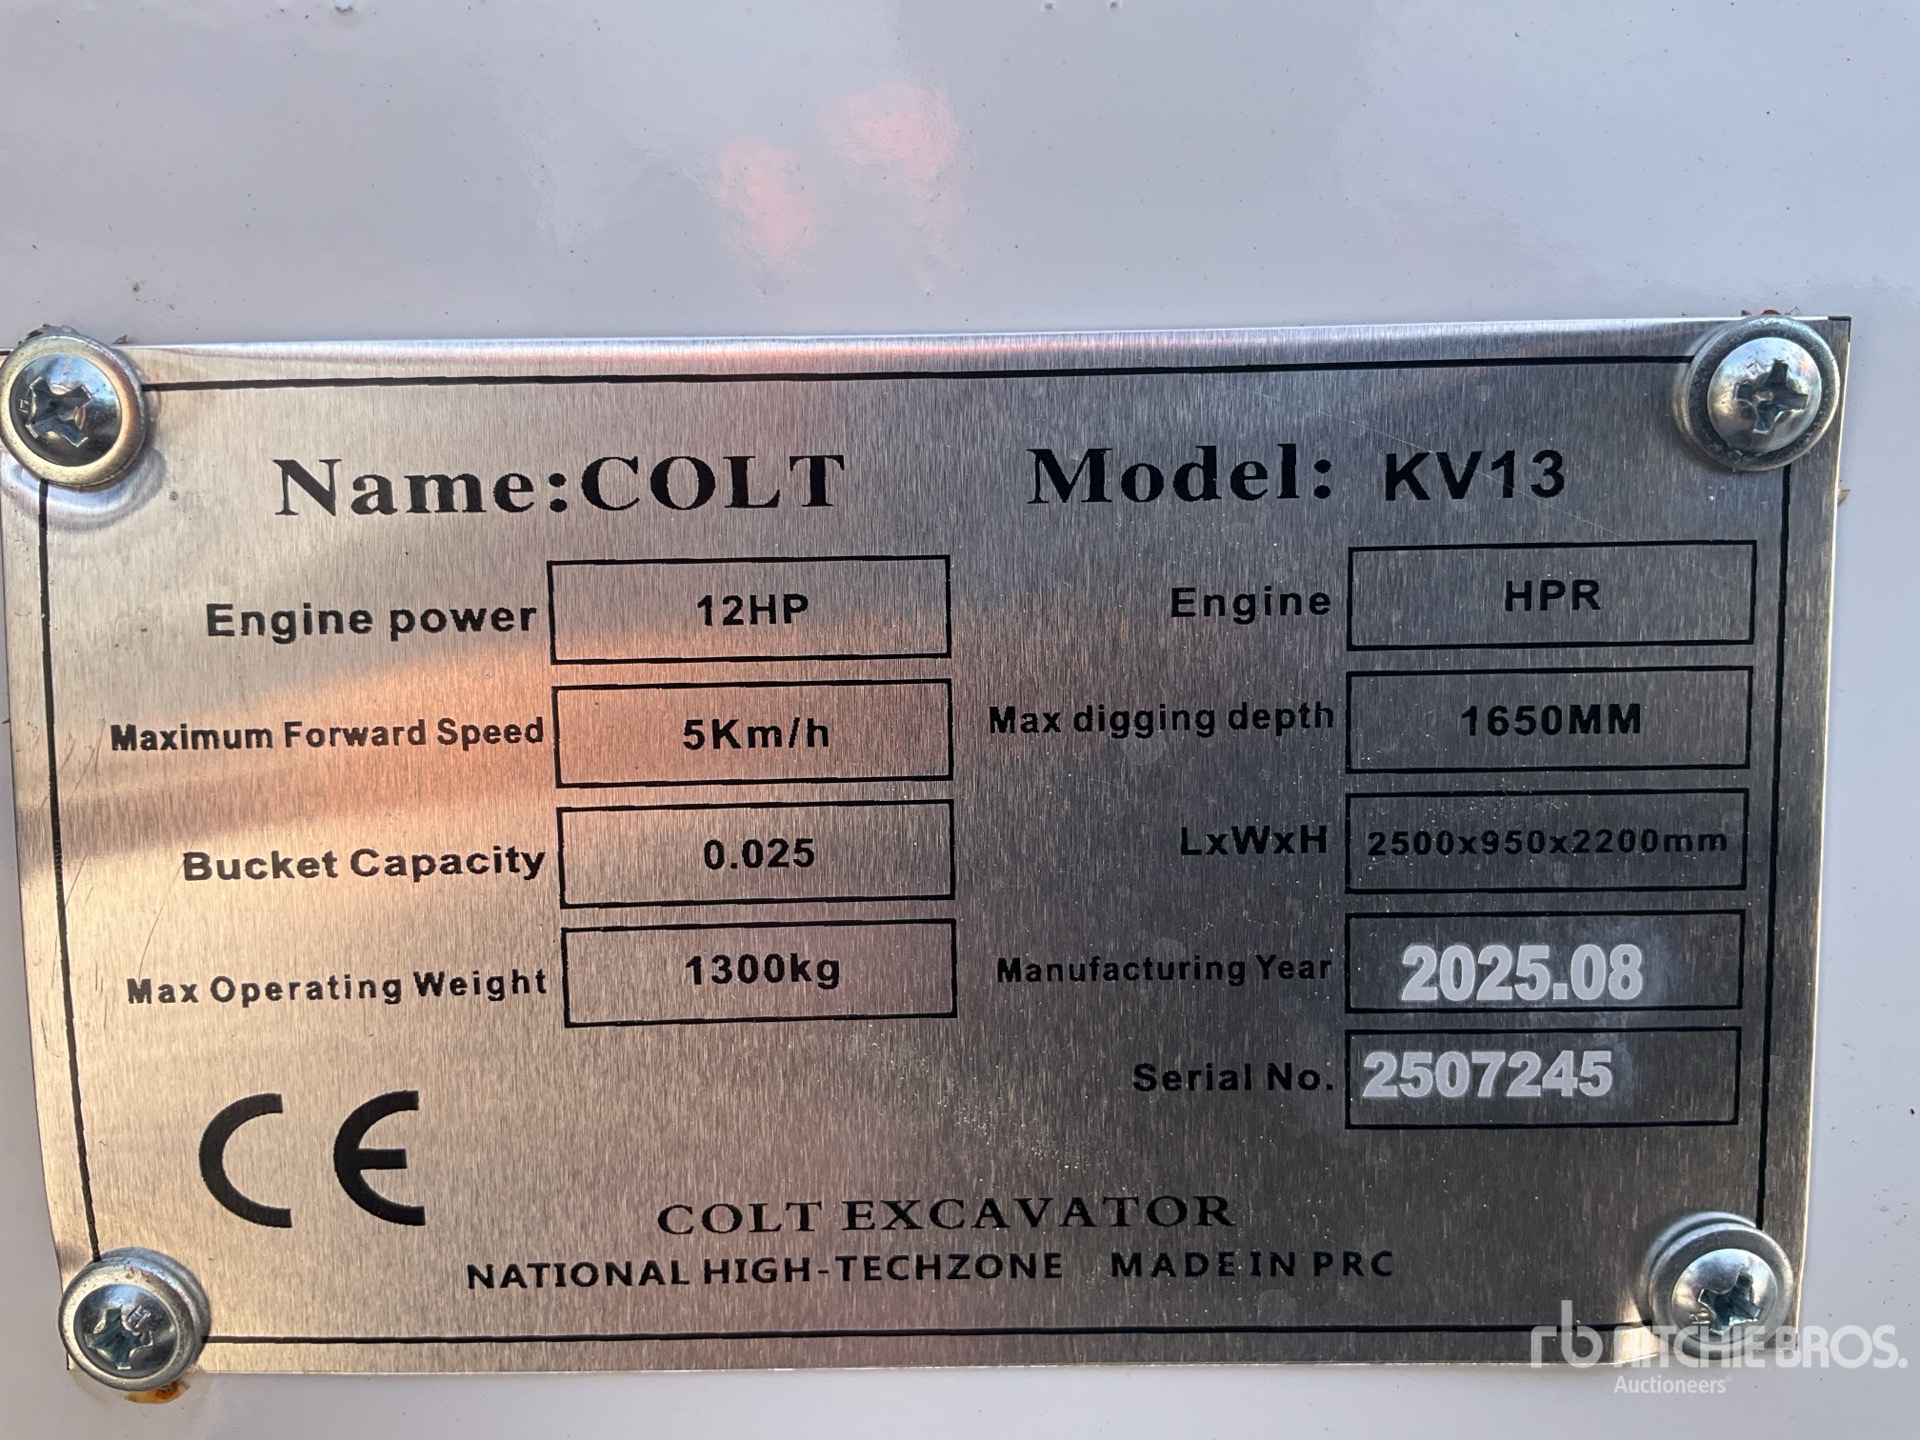 Name:COLT Model: KV13
Engine power 12HP Engine HPR
Maximum Forward Speed 5Km/h Max digging depth 1650MM
Bucket Capacity 0.025 LxWxH 2500x950x2200mm
Max Operating Weight 1300kg Manufacturing Year 2025.08
Serial No. 2507245
CE
COLT EXCAVATOR
NATIONAL HIGH-TECHZONE MADE IN PRC
rb RITCHIE BROS.
Auctioneers